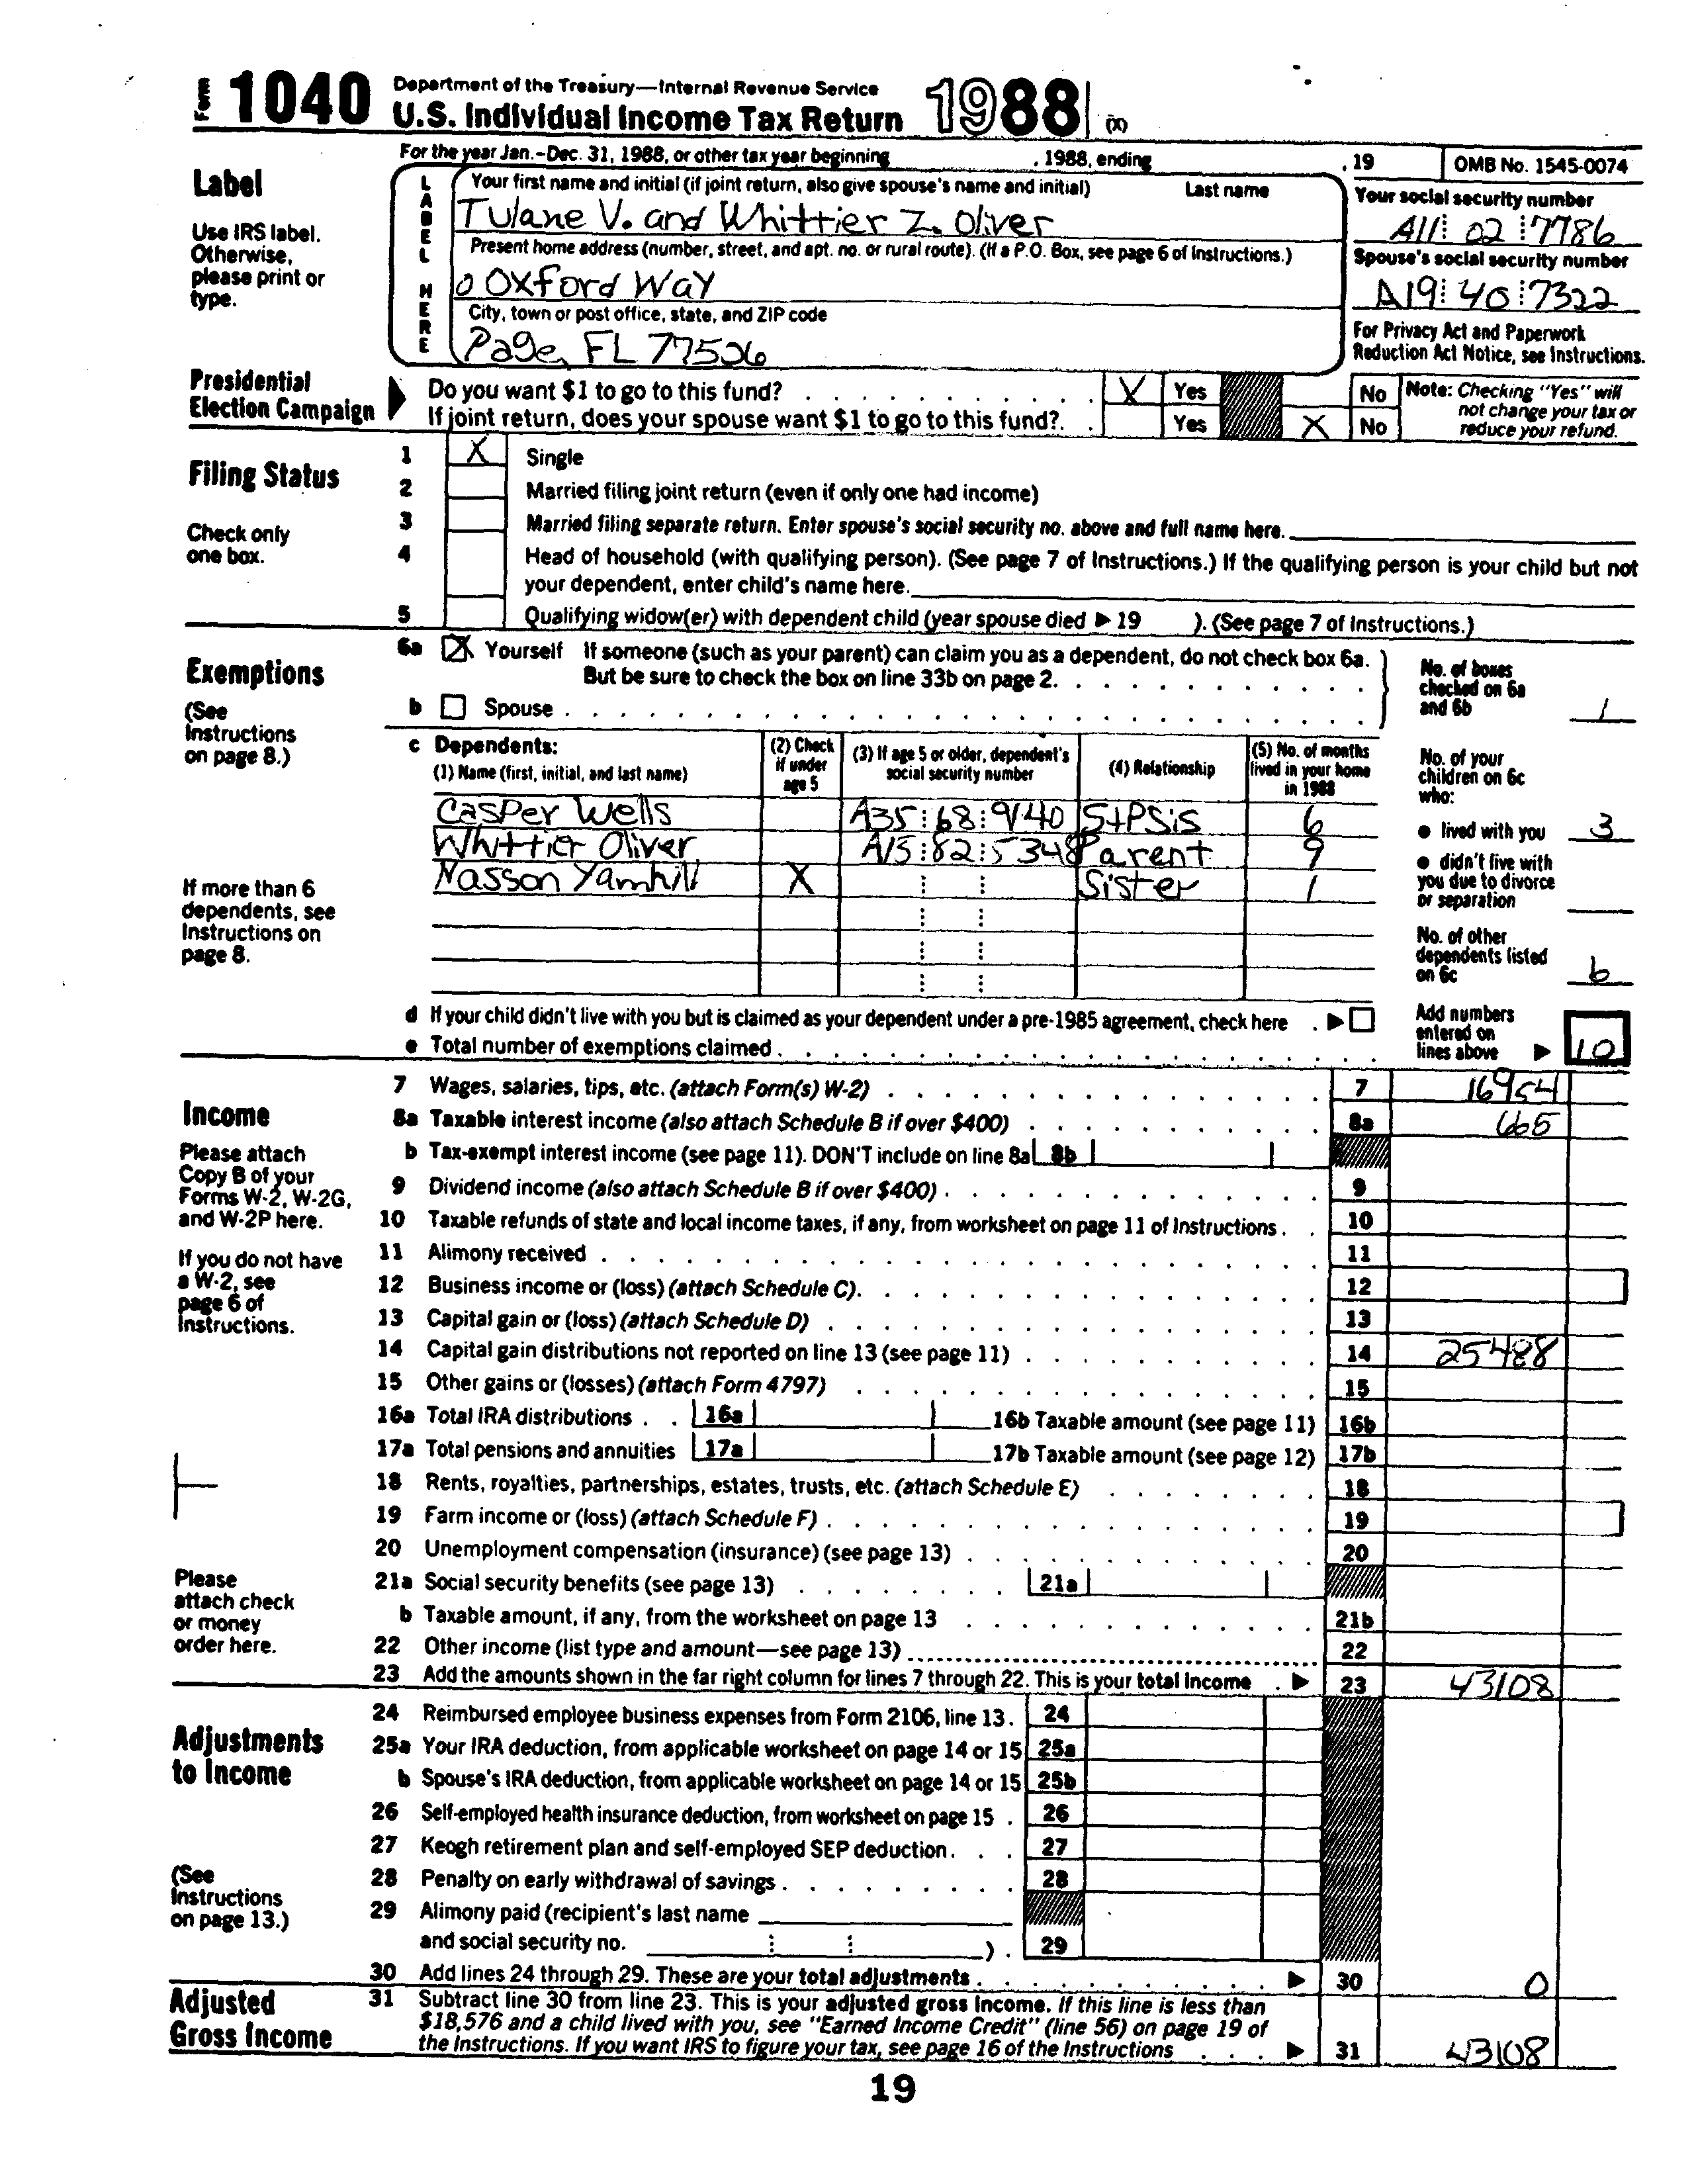 Form 1040 Department of the Treasury—Internal Revenue Service
U.S. Individual Income Tax Return 1988 (X)
For the year Jan.-Dec. 31, 1988, or other tax year beginning , 1988, ending , 19 OMB No. 1545-0074
Label
Use IRS label. Otherwise, please print or type.
LABEL HERE
Your first name and initial (if joint return, also give spouse's name and initial) Last name
Tulane V. and Whittier Z. Oliver
Your social security number
A11 02 7786
Present home address (number, street, and apt. no. or rural route). (If a P.O. Box, see page 6 of Instructions.)
0 Oxford Way
Spouse's social security number
A19 40 7322
City, town or post office, state, and ZIP code
Page, FL 77526
For Privacy Act and Paperwork Reduction Act Notice, see Instructions.
Presidential Election Campaign
Do you want $1 to go to this fund? X Yes No
If joint return, does your spouse want $1 to go to this fund? Yes X No
Note: Checking "Yes" will not change your tax or reduce your refund.
Filing Status
Check only one box.
1 X Single
2 Married filing joint return (even if only one had income)
3 Married filing separate return. Enter spouse's social security no. above and full name here.
4 Head of household (with qualifying person). (See page 7 of Instructions.) If the qualifying person is your child but not
your dependent, enter child's name here.
5 Qualifying widow(er) with dependent child (year spouse died ▶ 19 ). (See page 7 of Instructions.)
Exemptions
(See Instructions on page 8.)
6a X Yourself If someone (such as your parent) can claim you as a dependent, do not check box 6a.
But be sure to check the box on line 33b on page 2.
b Spouse
No. of boxes checked on 6a and 6b 1
c Dependents:
(1) Name (first, initial, and last name) (2) Check if under age 5 (3) If age 5 or older, dependent's social security number (4) Relationship (5) No. of months lived in your home in 1988
Casper Wells A35 68 9140 StPSis 6
Whittier Oliver A15 82 5348 Parent 9
Nasson Yamhill X Sister 1
No. of your children on 6c who:
● lived with you 3
● didn't live with you due to divorce or separation
No. of other dependents listed on 6c 6
If more than 6 dependents, see Instructions on page 8.
d If your child didn't live with you but is claimed as your dependent under a pre-1985 agreement, check here ▶
e Total number of exemptions claimed
Add numbers entered on lines above ▶ 10
Income
Please attach Copy B of your Forms W-2, W-2G, and W-2P here.
If you do not have a W-2, see page 6 of Instructions.
Please attach check or money order here.
7 Wages, salaries, tips, etc. (attach Form(s) W-2) 7 16954
8a Taxable interest income (also attach Schedule B if over $400) 8a 665
b Tax-exempt interest income (see page 11). DON'T include on line 8a 8b
9 Dividend income (also attach Schedule B if over $400) 9
10 Taxable refunds of state and local income taxes, if any, from worksheet on page 11 of Instructions 10
11 Alimony received 11
12 Business income or (loss) (attach Schedule C) 12
13 Capital gain or (loss) (attach Schedule D) 13
14 Capital gain distributions not reported on line 13 (see page 11) 14 25488
15 Other gains or (losses) (attach Form 4797) 15
16a Total IRA distributions 16a 16b Taxable amount (see page 11) 16b
17a Total pensions and annuities 17a 17b Taxable amount (see page 12) 17b
18 Rents, royalties, partnerships, estates, trusts, etc. (attach Schedule E) 18
19 Farm income or (loss) (attach Schedule F) 19
20 Unemployment compensation (insurance) (see page 13) 20
21a Social security benefits (see page 13) 21a
b Taxable amount, if any, from the worksheet on page 13 21b
22 Other income (list type and amount—see page 13) 22
23 Add the amounts shown in the far right column for lines 7 through 22. This is your total income ▶ 23 43108
Adjustments to Income
(See Instructions on page 13.)
24 Reimbursed employee business expenses from Form 2106, line 13 24
25a Your IRA deduction, from applicable worksheet on page 14 or 15 25a
b Spouse's IRA deduction, from applicable worksheet on page 14 or 15 25b
26 Self-employed health insurance deduction, from worksheet on page 15 26
27 Keogh retirement plan and self-employed SEP deduction 27
28 Penalty on early withdrawal of savings 28
29 Alimony paid (recipient's last name
and social security no. ) 29
30 Add lines 24 through 29. These are your total adjustments ▶ 30 0
Adjusted Gross Income
31 Subtract line 30 from line 23. This is your adjusted gross income. If this line is less than
$18,576 and a child lived with you, see "Earned Income Credit" (line 56) on page 19 of
the Instructions. If you want IRS to figure your tax, see page 16 of the Instructions ▶ 31 43108
19